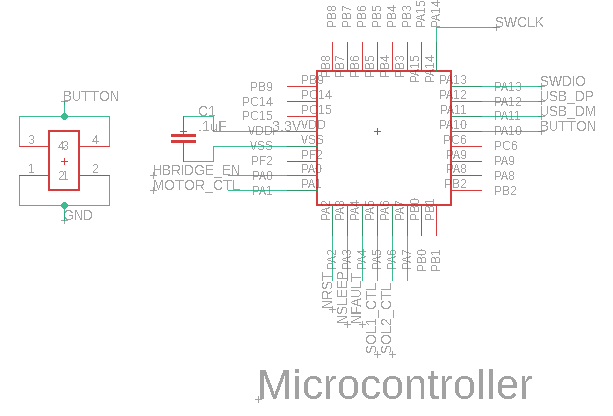 PB8 PB7 PB6 PB5 PB4 PB3 PA15 PA14
SWCLK
BUTTON
3 4
43
1 2
21
GND
C1
.1uF
PB8 PB7 PB6 PB5 PB4 PB3 PA15 PA14
PB9 PB9
PC14 PC14
PC15 PC15
VDD 3.3V VDD
VSS VSS
PF2 PF2
HBRIDGE_EN PA0 PA0
MOTOR_CTL PA1 PA1
PA13 PA13 SWDIO
PA12 PA12 USB_DP
PA11 PA11 USB_DM
PA10 PA10 BUTTON
PC6 PC6
PA9 PA9
PA8 PA8
PB2 PB2
PA2 PA3 PA4 PA5 PA6 PA7 PB0 PB1
PA2 PA3 PA4 PA5 PA6 PA7 PB0 PB1
NRST
NSLEEP
NFAULT
SOL1_CTL
SOL2_CTL
Microcontroller